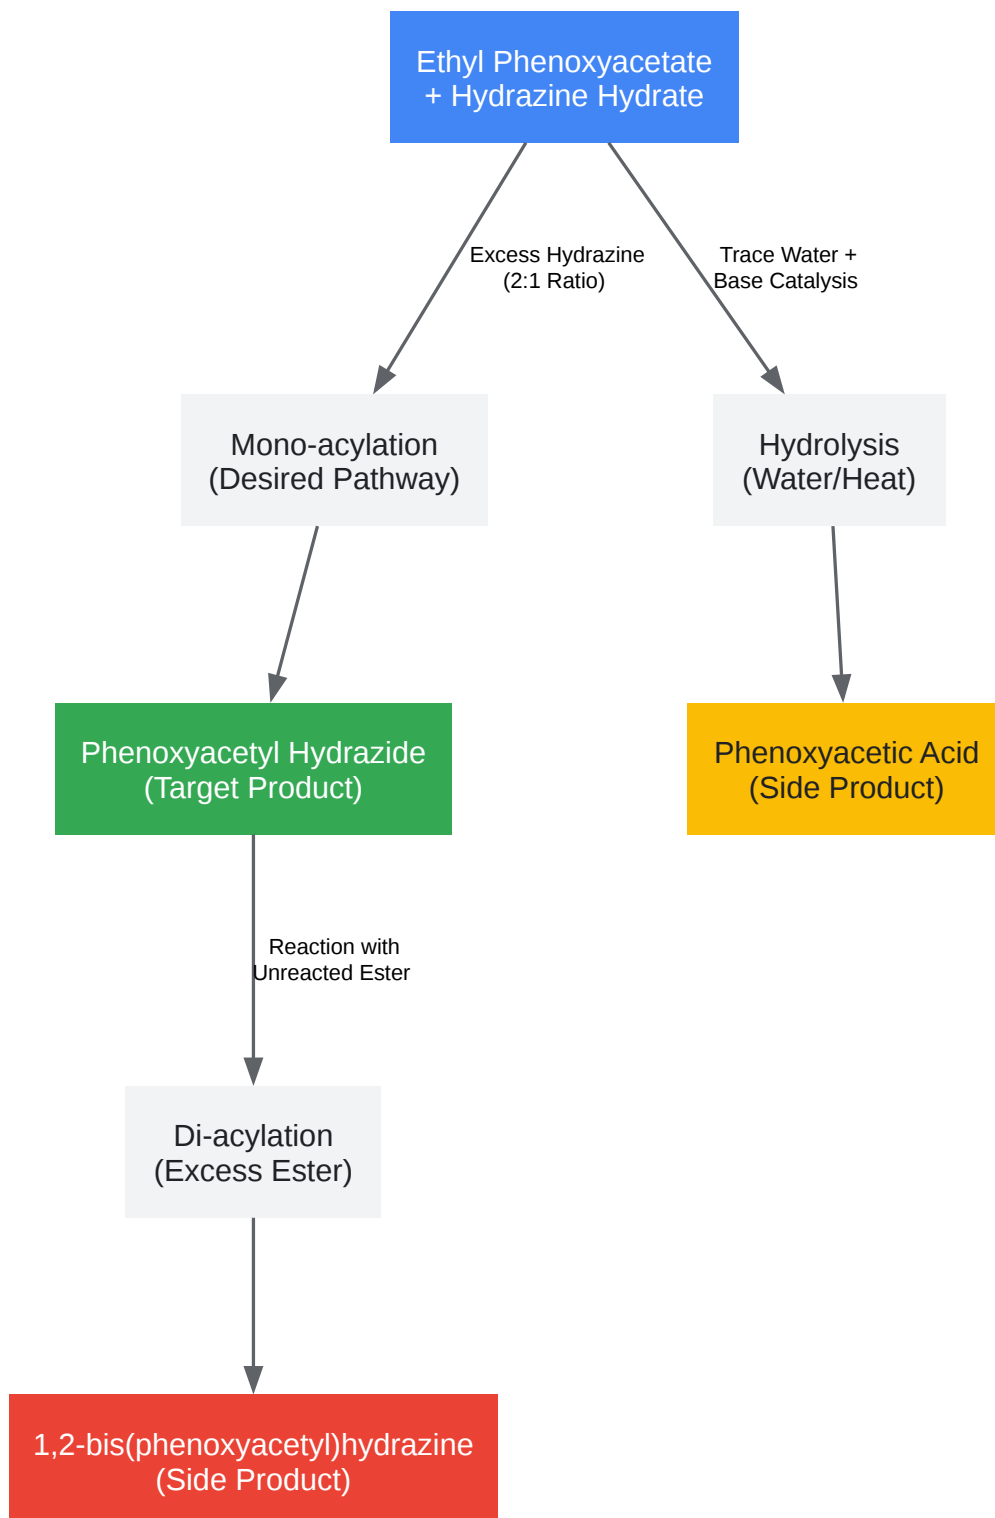 Ethyl Phenoxyacetate
+ Hydrazine Hydrate
Excess Hydrazine
(2:1 Ratio)
Trace Water +
Base Catalysis
Mono-acylation
(Desired Pathway)
Hydrolysis
(Water/Heat)
Phenoxyacetyl Hydrazide
(Target Product)
Phenoxyacetic Acid
(Side Product)
Reaction with
Unreacted Ester
Di-acylation
(Excess Ester)
1,2-bis(phenoxyacetyl)hydrazine
(Side Product)